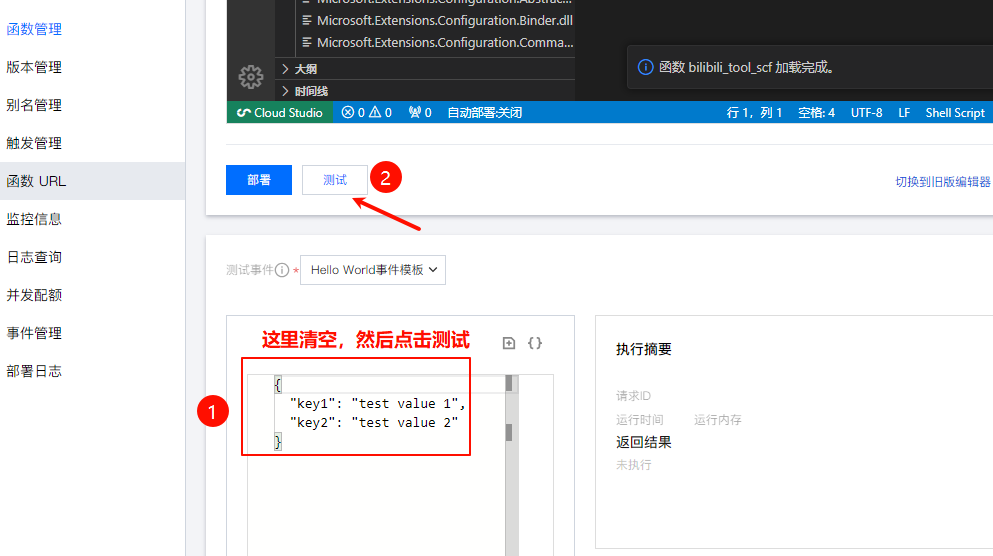 函数管理
版本管理
别名管理
触发管理
函数 URL
监控信息
日志查询
并发配额
事件管理
部署日志
Microsoft.Extensions.Configuration.Abstruc...
Microsoft.Extensions.Configuration.Binder.dll
Microsoft.Extensions.Configuration.Comma...
大纲
时间线
函数 bilibili_tool_scf 加载完成。
Cloud Studio 0 0 0 自动部署:关闭 行 1，列 1 空格: 4 UTF-8 LF Shell Script
部署 测试 2
切换到旧版编辑器
测试事件 * Hello World事件模板
这里清空，然后点击测试
1
{
"key1": "test value 1",
"key2": "test value 2"
}
执行摘要
请求ID
运行时间 运行内存
返回结果
未执行